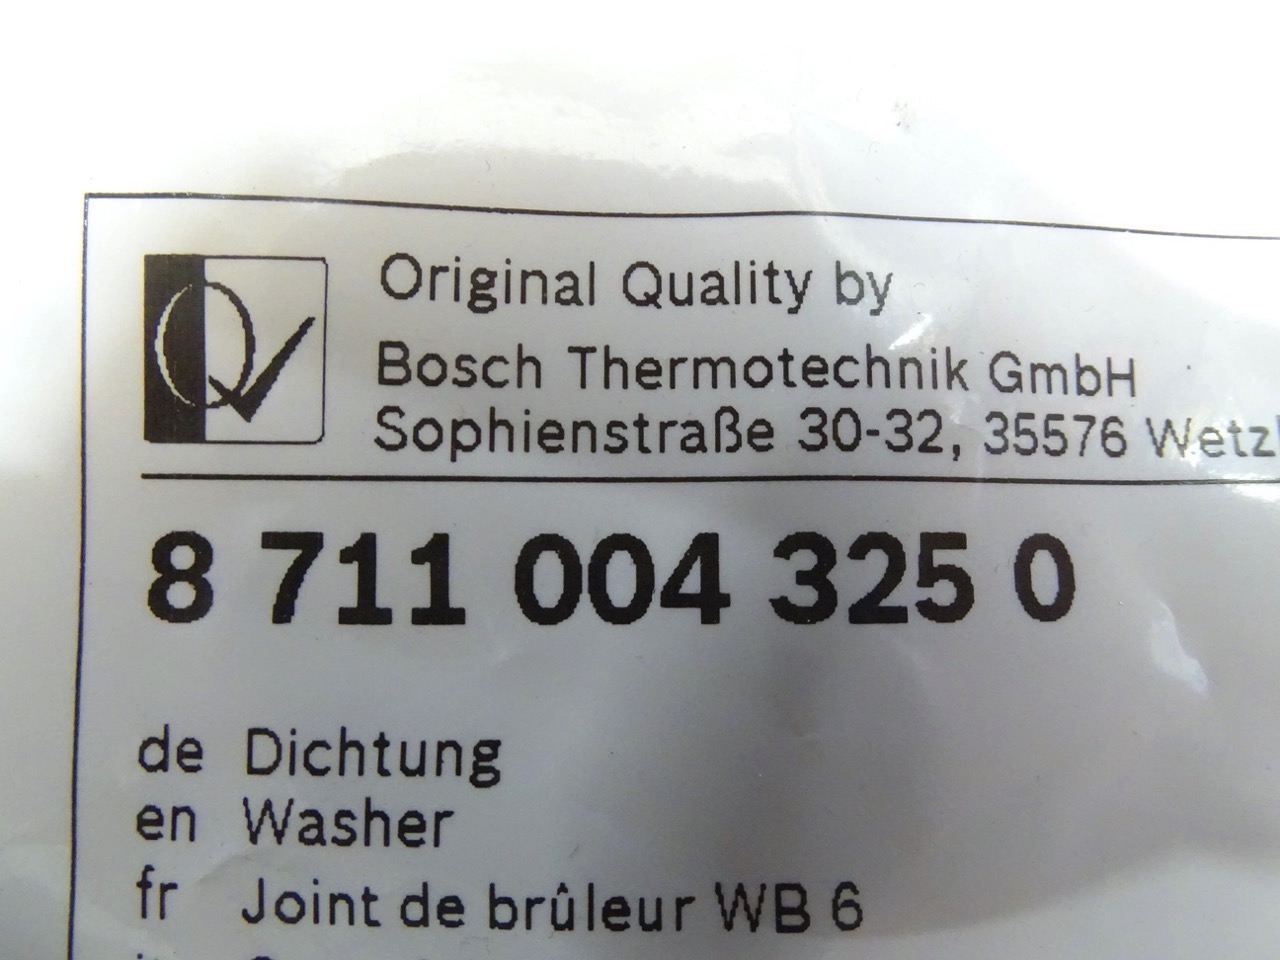 Original Quality by
Bosch Thermotechnik GmbH
Sophienstraße 30-32, 35576 Wetzl
8 711 004 325 0
de Dichtung
en Washer
fr Joint de brûleur WB 6